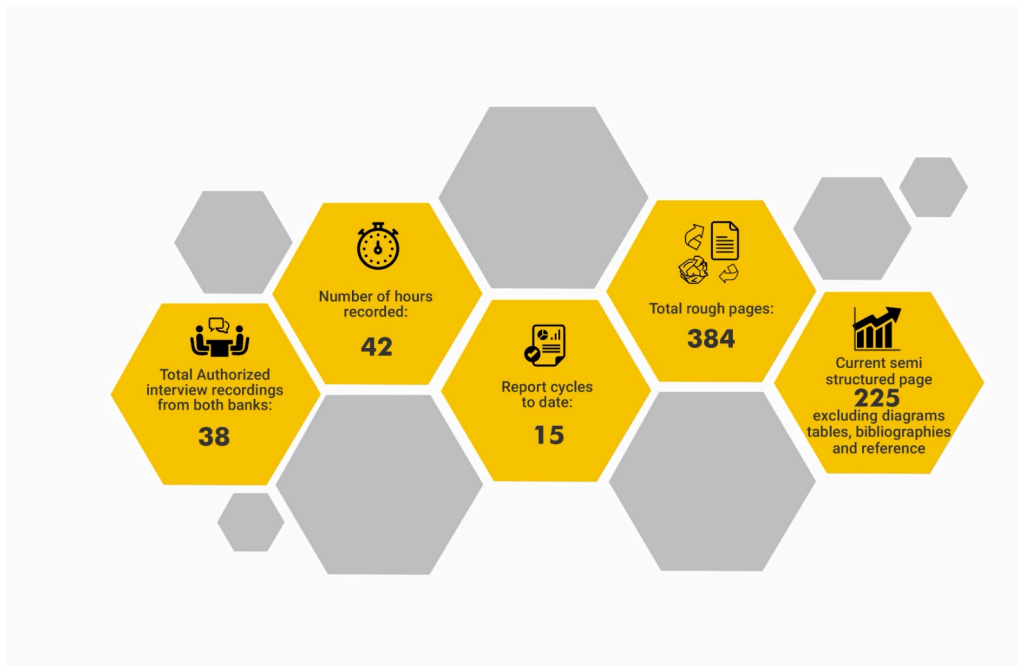 Total Authorized
interview recordings
from both banks:
38
Number of hours
recorded:
42
Report cycles
to date:
15
Total rough pages:
384
Current semi
structured page
225
excluding diagrams
tables, bibliographies
and reference